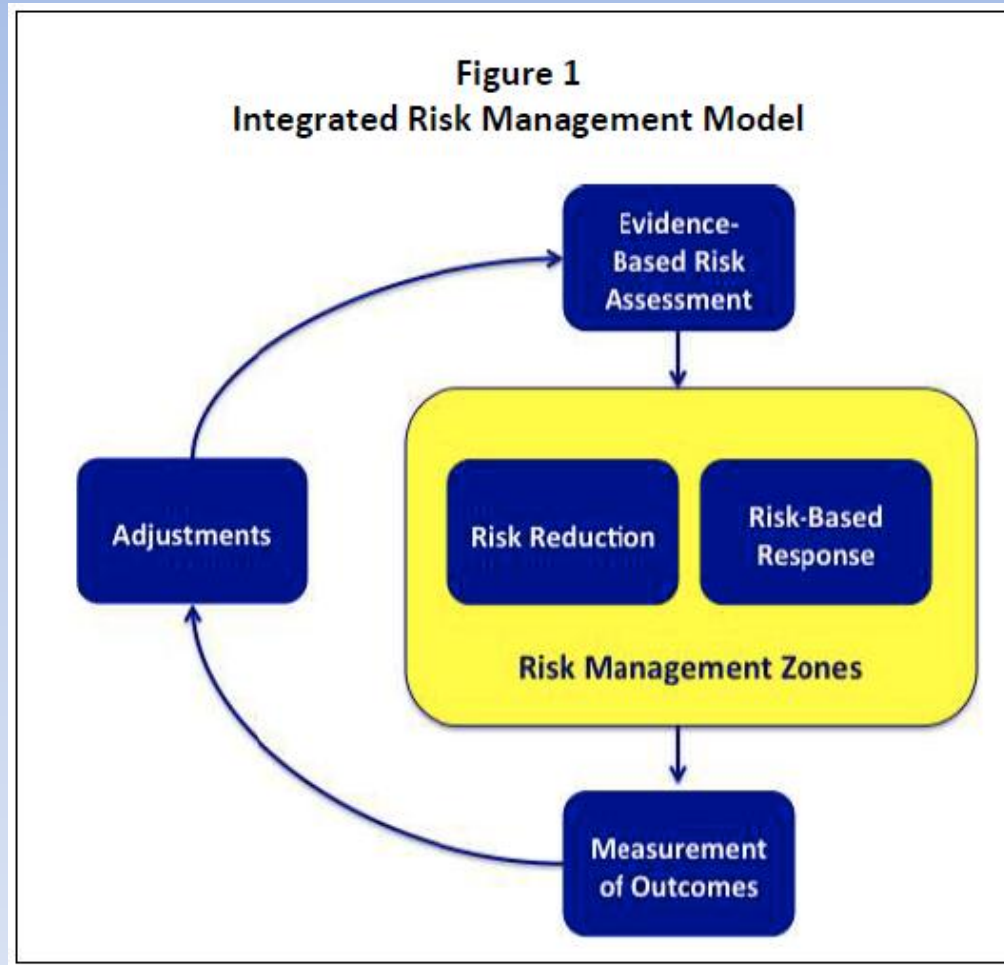 Figure 1
Integrated Risk Management Model
Evidence-
Based Risk
Assessment
Adjustments
Risk Reduction
Risk-Based
Response
Risk Management Zones
Measurement
of Outcomes